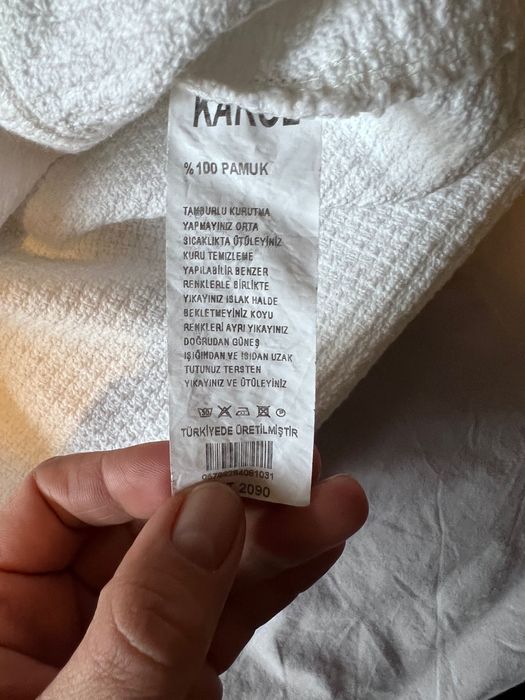 %100 PAMUK
TAMBURLU KURUTMA
YAPMAYINIZ ORTA
SICAKLIKTA ÜTÜLEYİNİZ
KURU TEMİZLEME
YAPILABİLİR BENZER
RENKLERLE BİRLİKTE
YIKAYINIZ ISLAK HALDE
BEKLETMEYİNİZ KOYU
RENKLERİ AYRI YIKAYINIZ
DOĞRUDAN GÜNEŞ
IŞIĞINDAN VE ISIDAN UZAK
TUTUNUZ TERSTEN
YIKAYINIZ VE ÜTÜLEYİNİZ
TÜRKİYEDE ÜRETİLMİŞTİR
2090